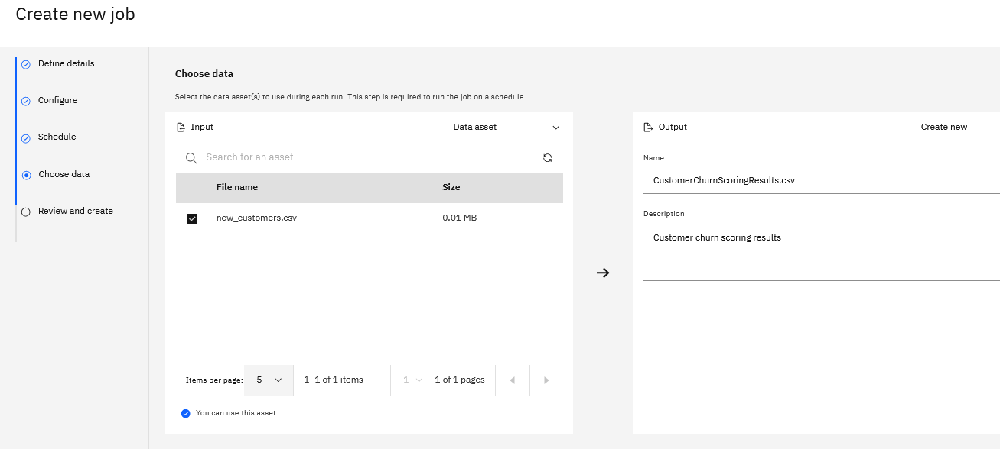 Create new job
Define details
Configure
Schedule
Choose data
Review and create
Choose data
Select the data asset(s) to use during each run. This step is required to run the job on a schedule.
Input Data asset
Search for an asset
File name Size
new_customers.csv 0.01 MB
Items per page: 5 1–1 of 1 items 1 1 of 1 pages
You can use this asset.
Output Create new
Name
CustomerChurnScoringResults.csv
Description
Customer churn scoring results